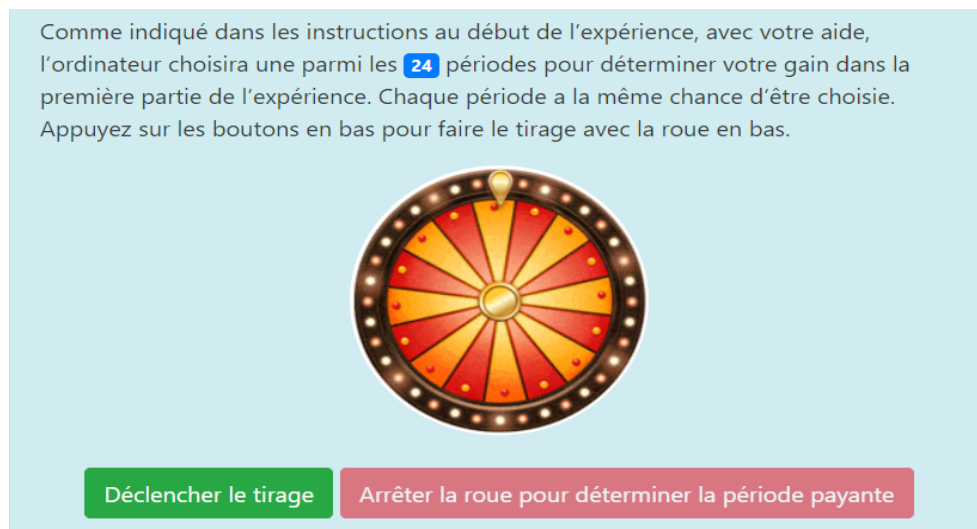 Comme indiqué dans les instructions au début de l’expérience, avec votre aide,
l’ordinateur choisira une parmi les 24 périodes pour déterminer votre gain dans la
première partie de l’expérience. Chaque période a la même chance d’être choisie.
Appuyez sur les boutons en bas pour faire le tirage avec la roue en bas.
Déclencher le tirage
Arrêter la roue pour déterminer la période payante